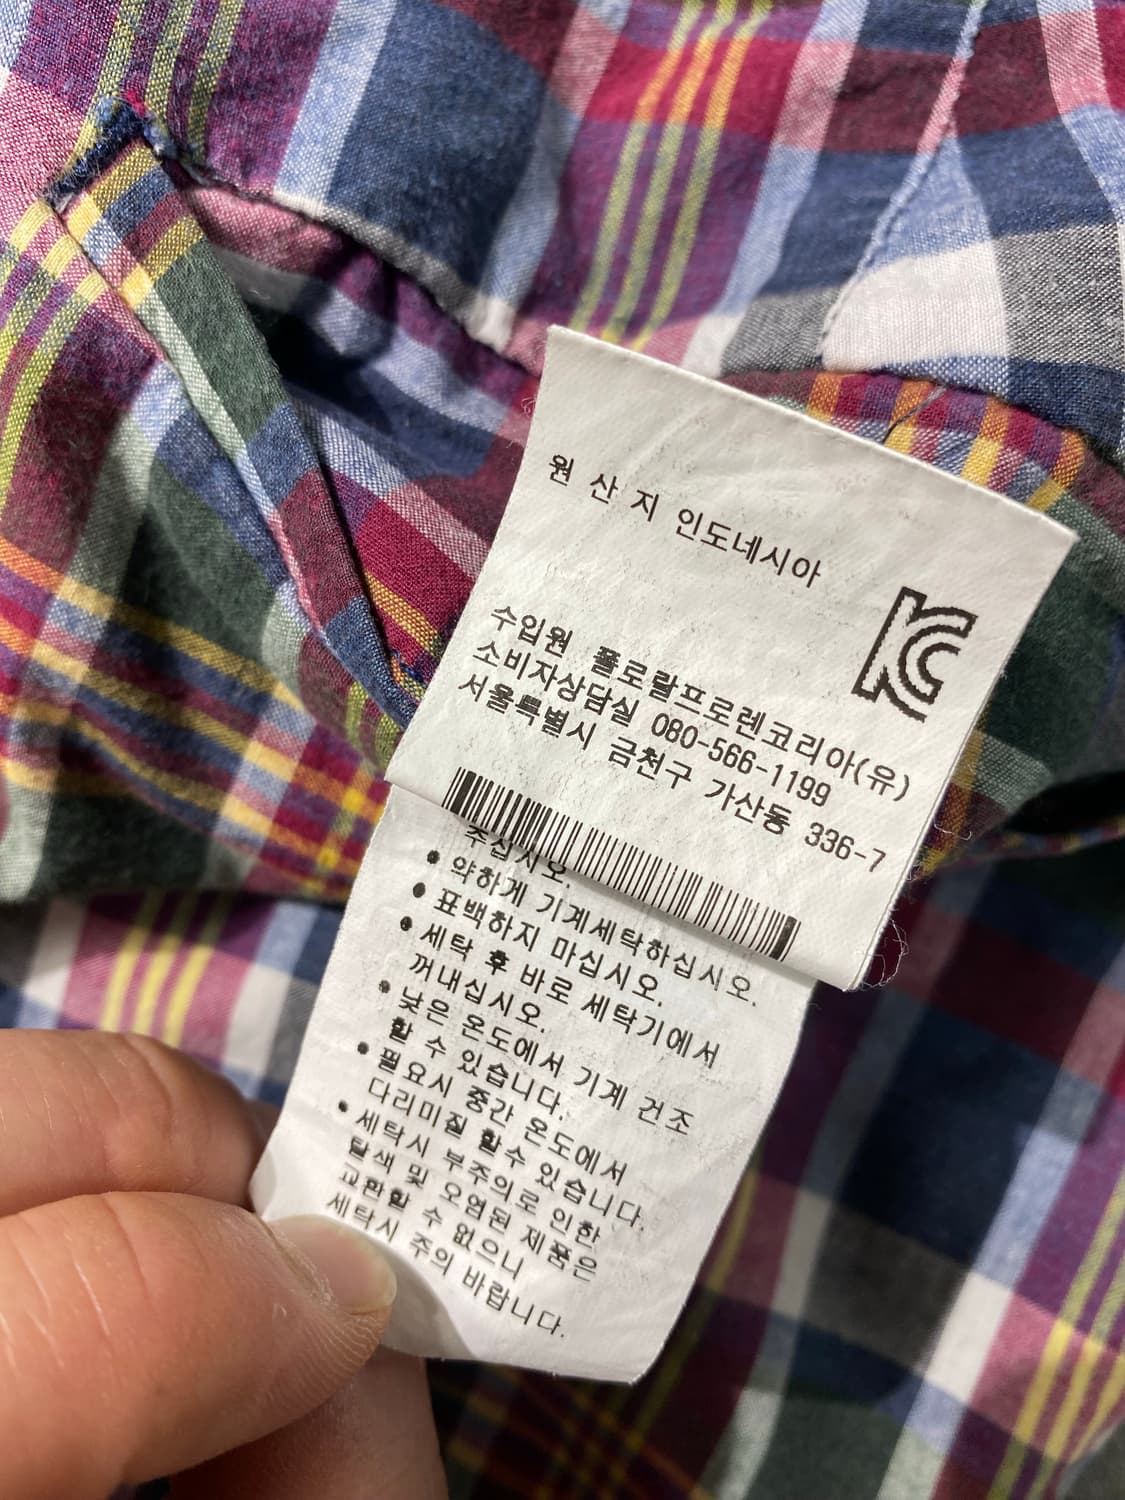 원 산 지 인도네시아
KC
수입원 폴로랄프로렌코리아(유)
소비자상담실 080-566-1199
서울특별시 금천구 가산동 336-7
주십시오.
• 약하게 기계세탁하십시오.
• 표백하지 마십시오.
• 세탁 후 바로 세탁기에서
꺼내십시오.
• 낮은 온도에서 기계 건조
할 수 있습니다.
• 필요시 중간 온도에서
다리미질 할수 있습니다.
• 세탁시 부주의로 인한
탈색 및 오염된 제품은
교환할 수 없으니
세탁시 주의 바랍니다.